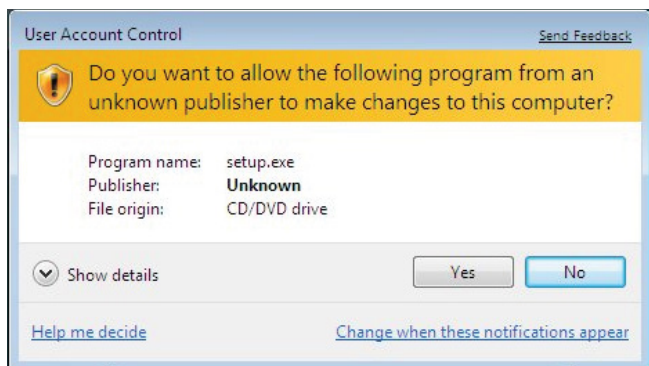 User Account Control
Send Feedback
Do you want to allow the following program from an
unknown publisher to make changes to this computer?
Program name: setup.exe
Publisher: Unknown
File origin: CD/DVD drive
Show details
Yes
No
Help me decide
Change when these notifications appear